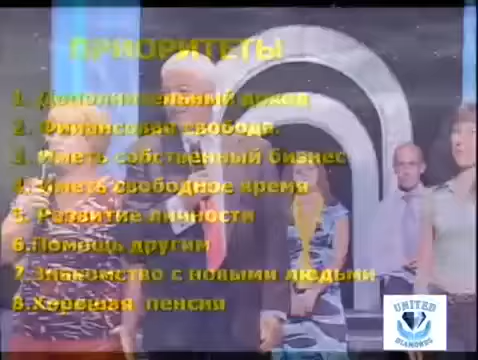 ПРИОРИТЕТЫ
1. Дополнительный доход
2. Финансовая свобода.
3. Иметь собственный бизнес
4. Иметь свободное время
5. Развитие личности
6.Помощь другим
7.Знакомство с новыми людьми
8.Хорошая пенсия
UNITED
DIAMONDS